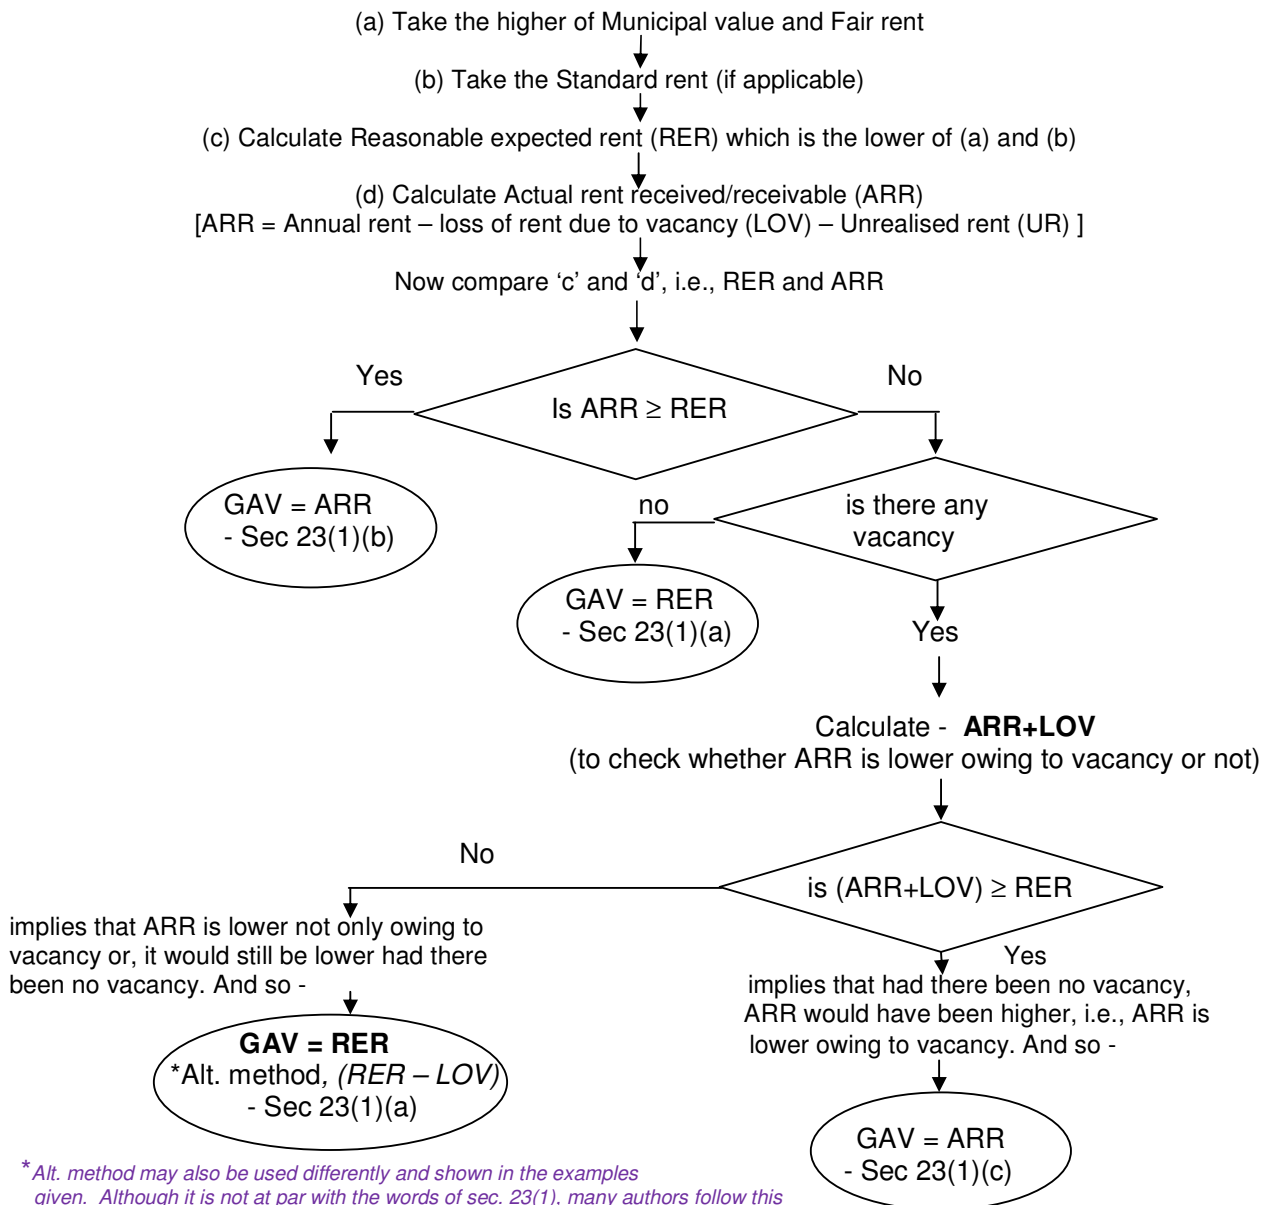 (a) Take the higher of Municipal value and Fair rent
(b) Take the Standard rent (if applicable)
(c) Calculate Reasonable expected rent (RER) which is the lower of (a) and (b)
(d) Calculate Actual rent received/receivable (ARR)
[ARR = Annual rent – loss of rent due to vacancy (LOV) – Unrealised rent (UR) ]
Now compare ‘c’ and ‘d’, i.e., RER and ARR
Yes
No
Is ARR ≥ RER
GAV = ARR
- Sec 23(1)(b)
no
is there any
vacancy
GAV = RER
- Sec 23(1)(a)
Yes
Calculate - ARR+LOV
(to check whether ARR is lower owing to vacancy or not)
No
is (ARR+LOV) ≥ RER
implies that ARR is lower not only owing to
vacancy or, it would still be lower had there
been no vacancy. And so -
Yes
implies that had there been no vacancy,
ARR would have been higher, i.e., ARR is
lower owing to vacancy. And so -
GAV = RER
*Alt. method, (RER – LOV)
- Sec 23(1)(a)
GAV = ARR
- Sec 23(1)(c)
*Alt. method may also be used differently and shown in the examples
given. Although it is not at par with the words of sec. 23(1), many authors follow this